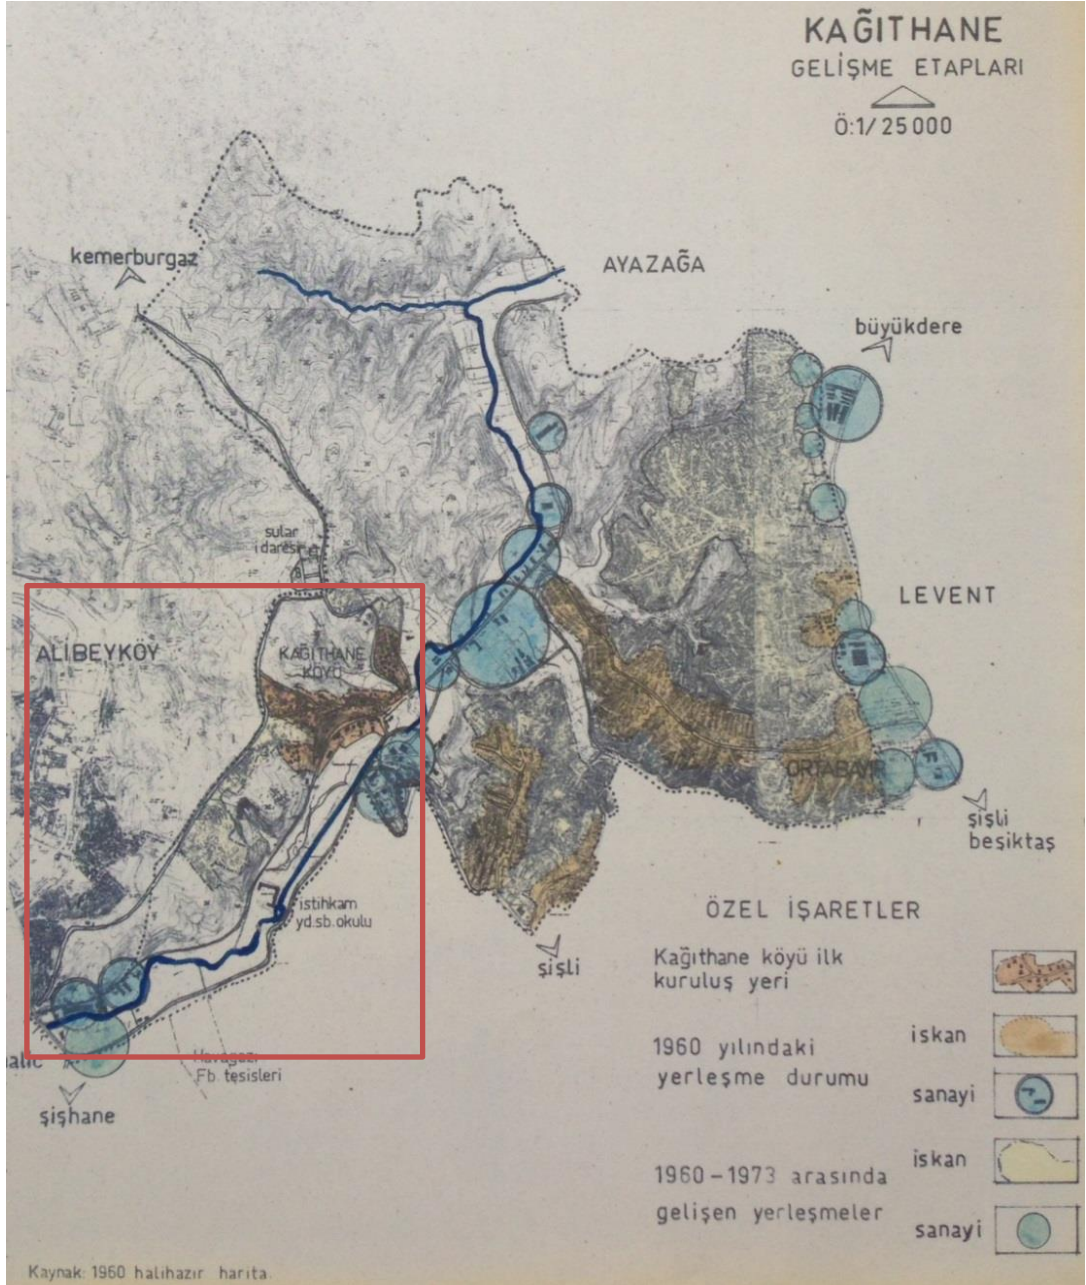 KAĞITHANE
GELİŞME ETAPLARI
Ö:1/25000
kemerburgaz
AYAZAĞA
büyükdere
sular
idaresi
LEVENT
ALİBEYKÖY
KAĞITHANE
KÖYÜ
ORTABAYIR
şişli
beşiktaş
istihkam
yd.sb.okulu
şişli
Havagazı
Fb. tesisleri
şişhane
ÖZEL İŞARETLER
Kağıthane köyü ilk
kuruluş yeri
1960 yılındaki
yerleşme durumu
iskan
sanayi
1960-1973 arasında
gelişen yerleşmeler
iskan
sanayi
Kaynak: 1960 halihazır harita.